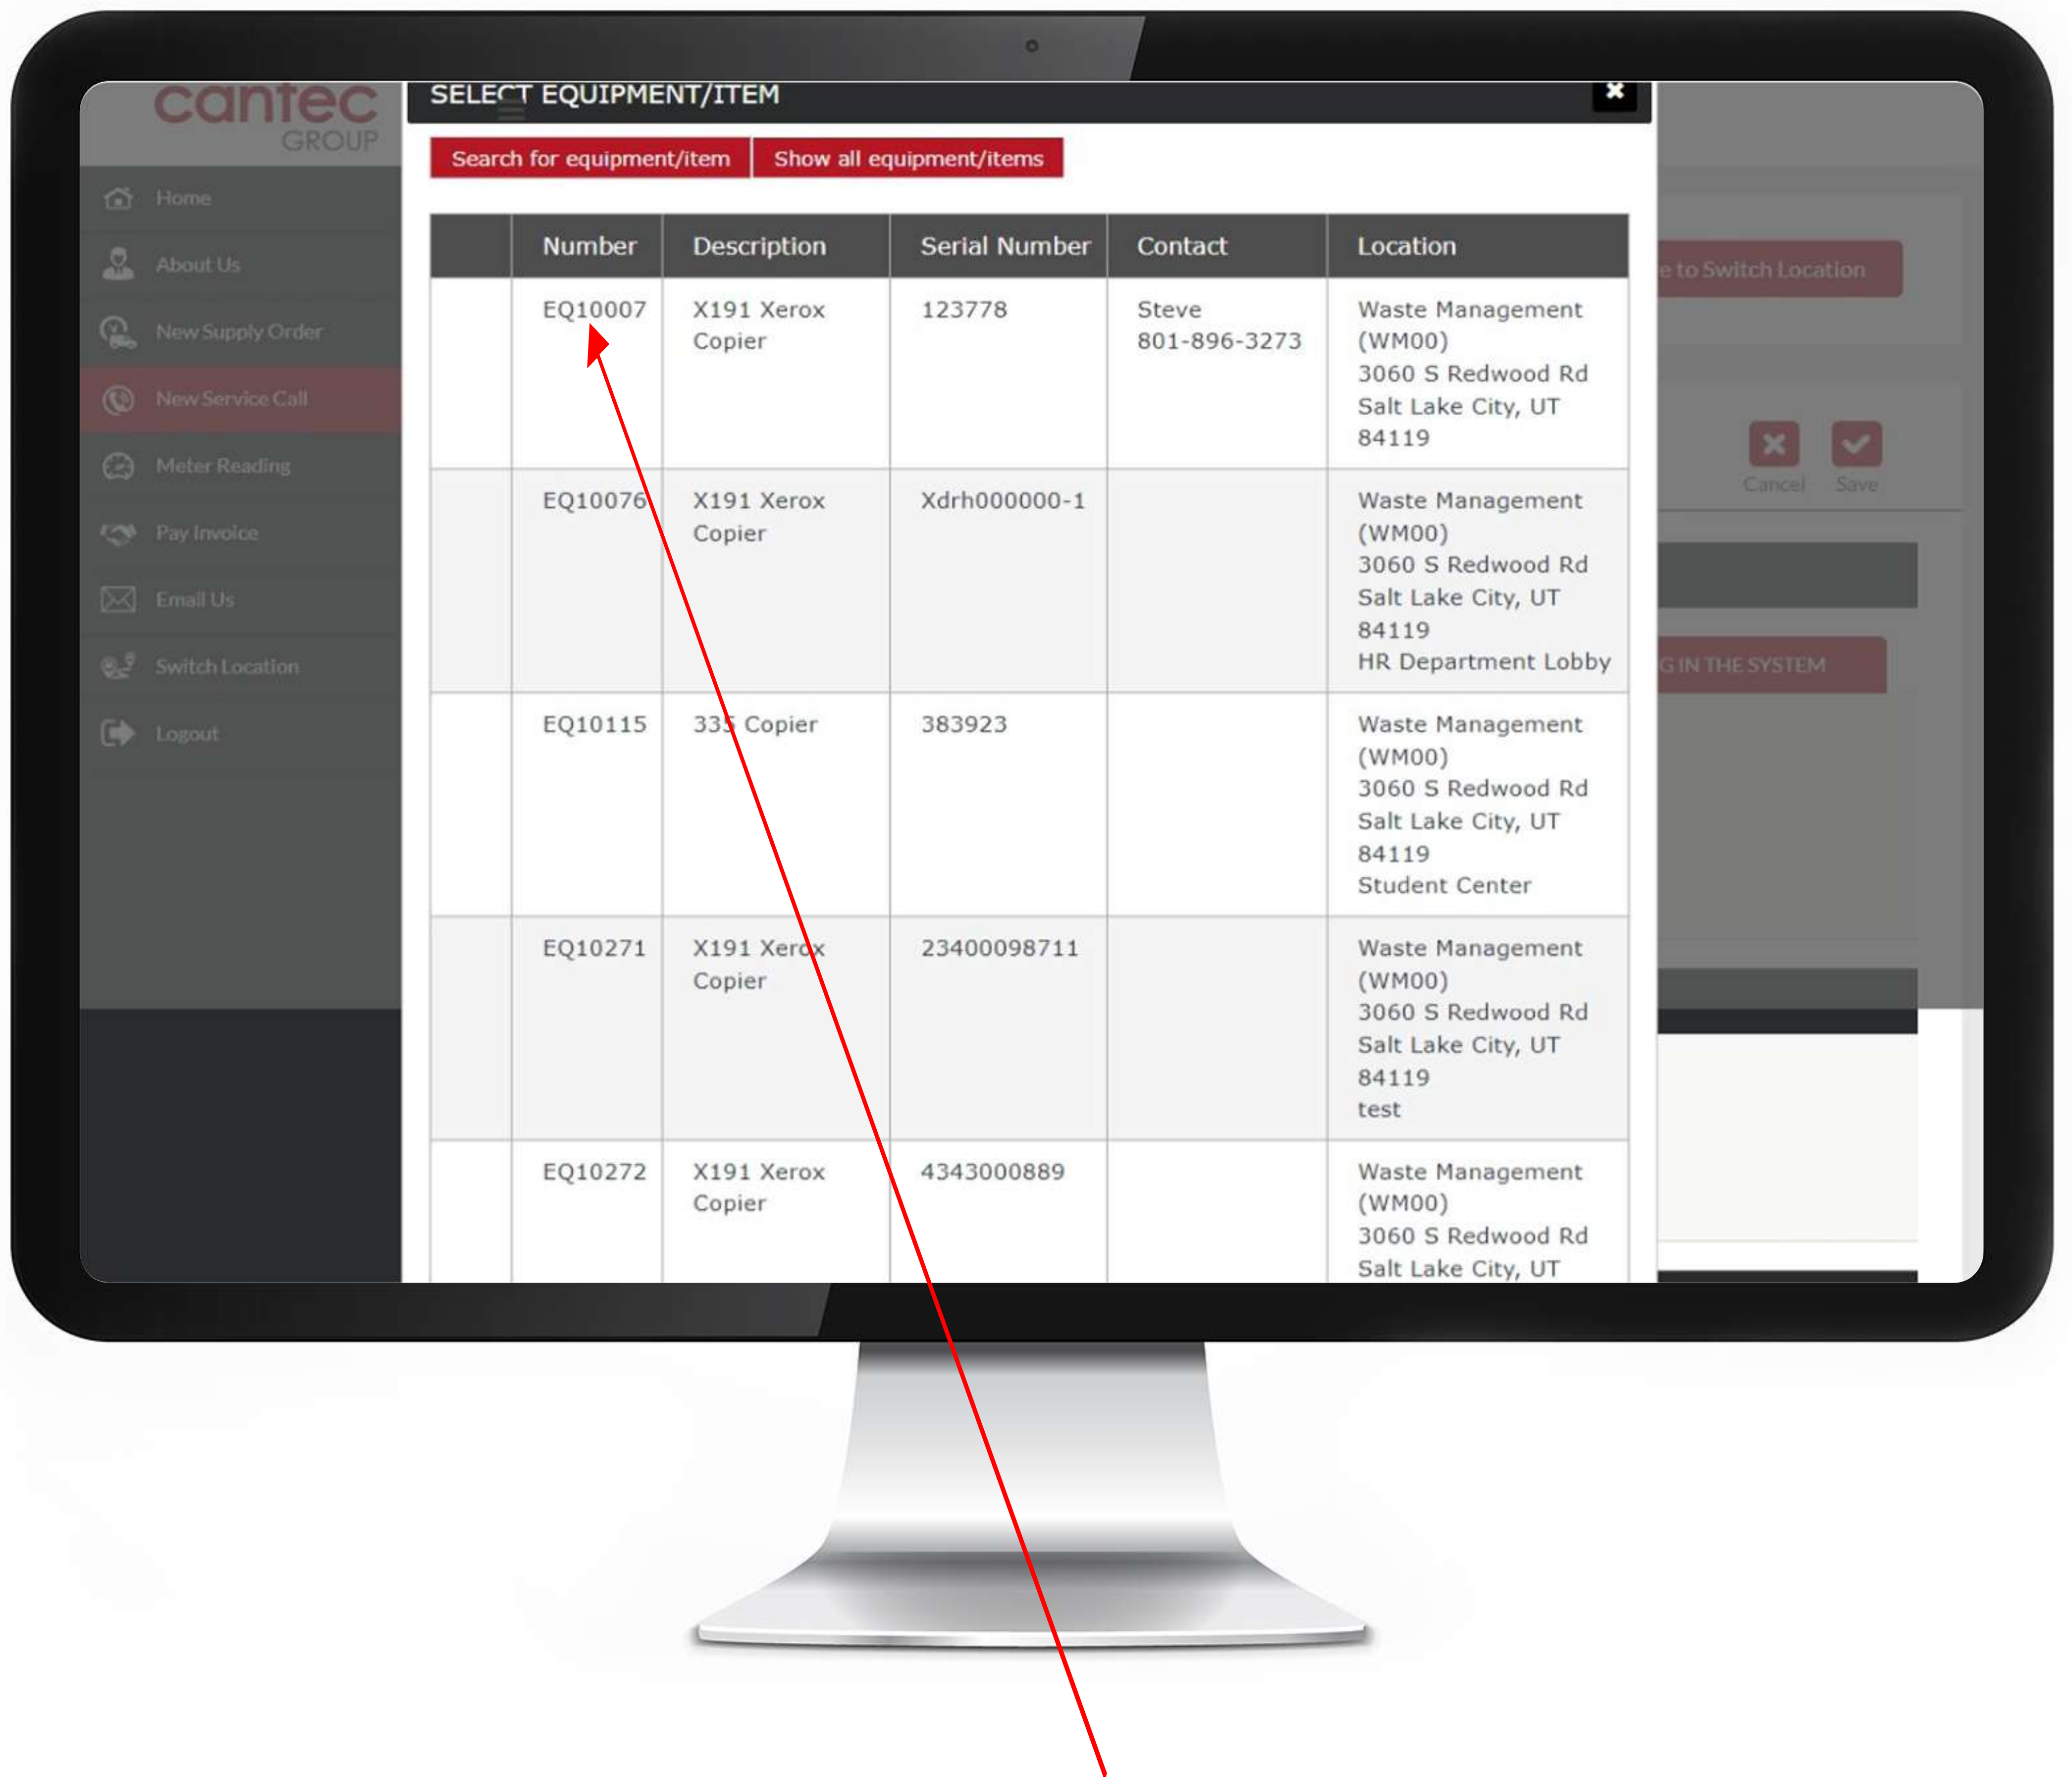 cantec
GROUP
Home
About Us
New Supply Order
New Service Call
Meter Reading
Pay Invoice
Email Us
Switch Location
Logout
SELECT EQUIPMENT/ITEM
Search for equipment/item
Show all equipment/items
Number Description Serial Number Contact Location
EQ10007 X191 Xerox 123778 Steve Waste Management
Copier 801-896-3273 (WM00)
3060 S Redwood Rd
Salt Lake City, UT
84119
EQ10076 X191 Xerox Xdrh000000-1 Waste Management
Copier (WM00)
3060 S Redwood Rd
Salt Lake City, UT
84119
HR Department Lobby
EQ10115 335 Copier 383923 Waste Management
(WM00)
3060 S Redwood Rd
Salt Lake City, UT
84119
Student Center
EQ10271 X191 Xerox 23400098711 Waste Management
Copier (WM00)
3060 S Redwood Rd
Salt Lake City, UT
84119
test
EQ10272 X191 Xerox 4343000889 Waste Management
Copier (WM00)
3060 S Redwood Rd
Salt Lake City, UT
e to Switch Location
Cancel Save
G IN THE SYSTEM